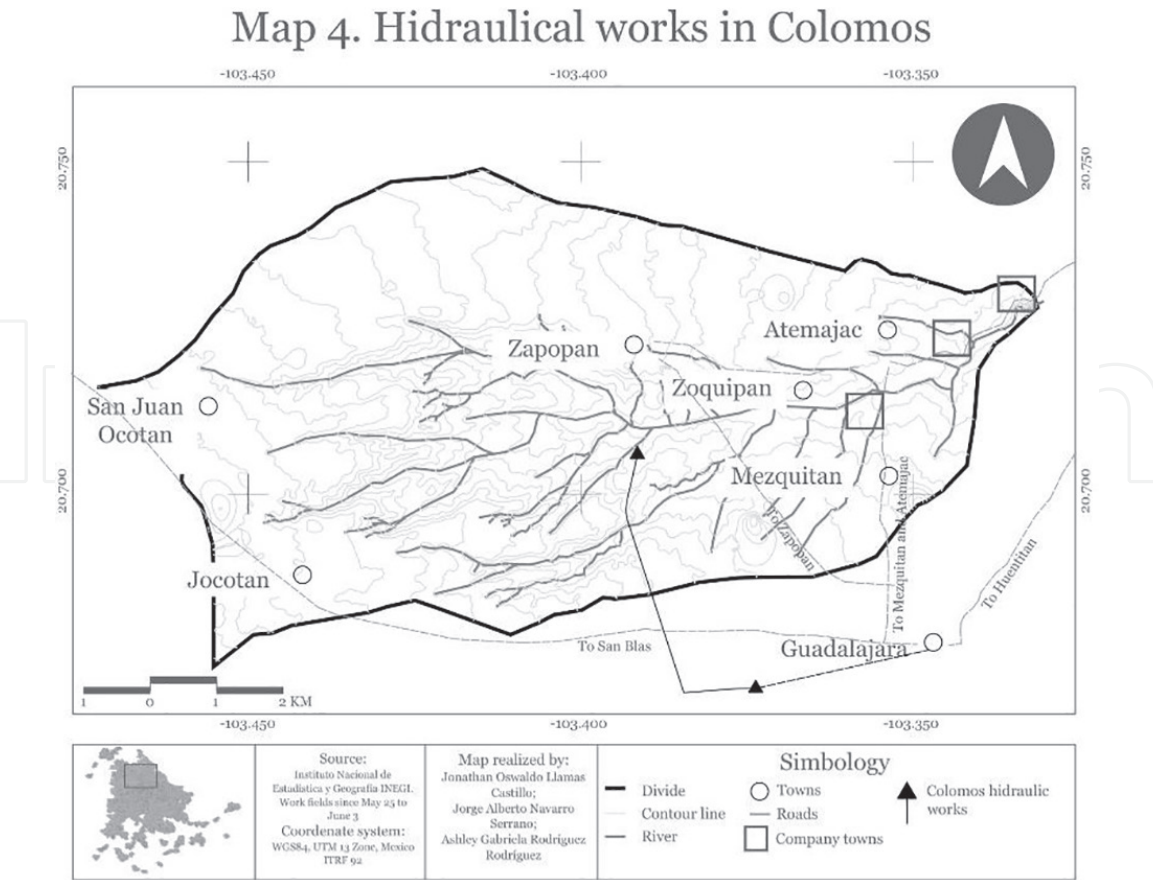 Map 4. Hidraulical works in Colomos
-103.450 -103.400 -103.350
20.750 20.750
Atemajac
Zapopan
Zoquipan
San Juan
Ocotan
Mezquitan
20.700 20.700
To Zapopan
To Mezquitan and Atemajac
To Huentitan
Jocotan
To San Blas
Guadalajara
1 0 1 2 KM
-103.450 -103.400 -103.350
Source:
Instituto Nacional de
Estadistica y Geografia INEGI.
Work fields since May 25 to
June 3
Coordenate system:
WGS84, UTM 13 Zone, Mexico
ITRF 92
Map realized by:
Jonathan Oswaldo Llamas
Castillo;
Jorge Alberto Navarro
Serrano;
Ashley Gabriela Rodríguez
Rodríguez
Simbology
Divide
Contour line
River
Towns
Roads
Company towns
Colomos hidraulic
works